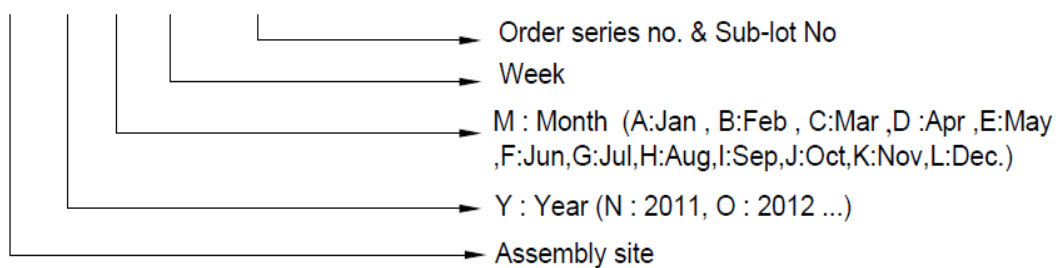 Order series no. & Sub-lot No
Week
M : Month (A:Jan , B:Feb , C:Mar ,D :Apr ,E:May
,F:Jun,G:Jul,H:Aug,I:Sep,J:Oct,K:Nov,L:Dec.)
Y : Year (N : 2011, O : 2012 ...)
Assembly site